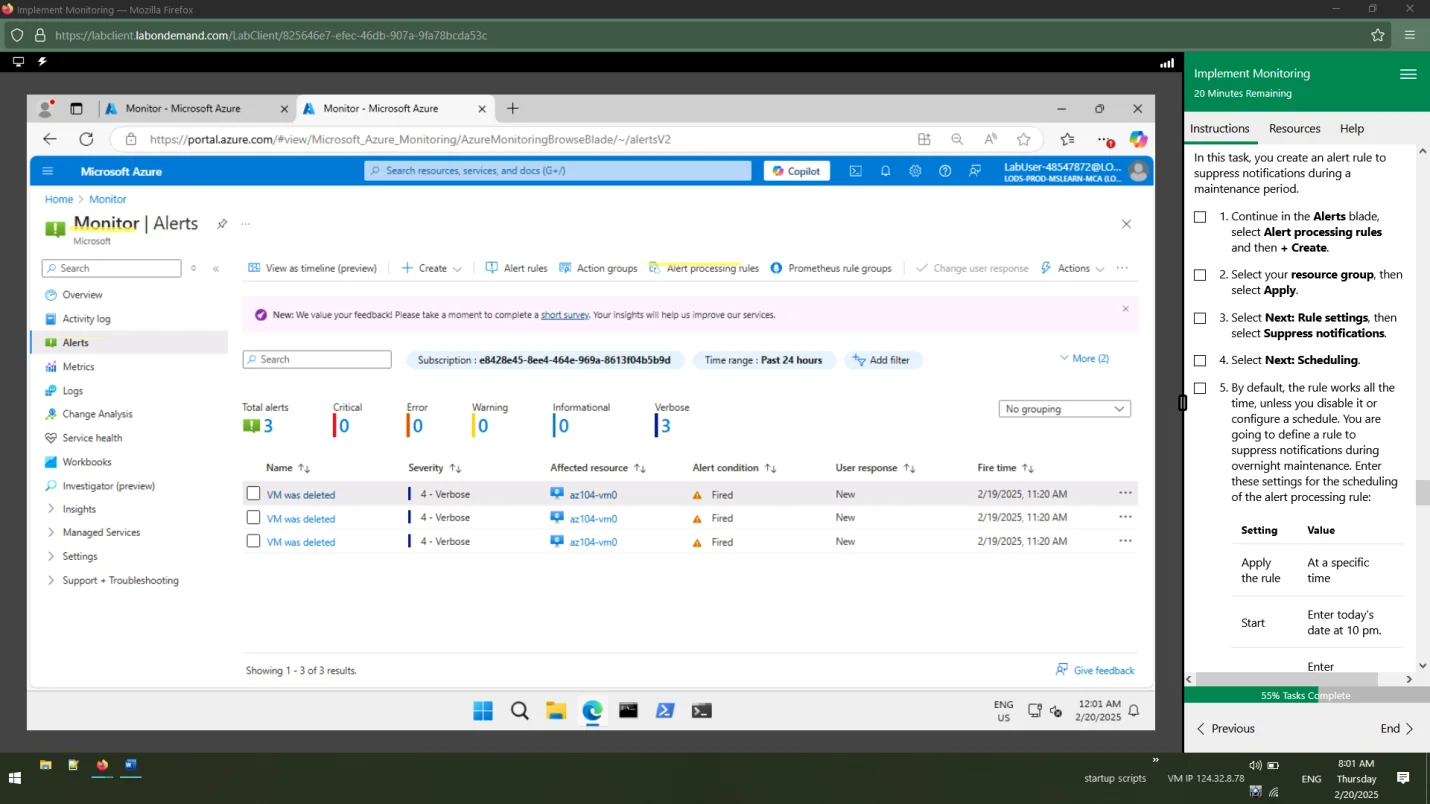 Implement Monitoring — Mozilla Firefox
https://labclient.labondemand.com/LabClient/825646e7-efec-46db-907a-9fa78bcda53c
Monitor - Microsoft Azure
Monitor - Microsoft Azure
https://portal.azure.com/#view/Microsoft_Azure_Monitoring/AzureMonitoringBrowseBlade/~/alertsV2
Microsoft Azure
Search resources, services, and docs (G+/)
Copilot
LabUser-48547872@LO...
LODS-PROD-MSLEARN-MCA (LO...
Home > Monitor
Monitor | Alerts
Microsoft
Search
View as timeline (preview)
Create
Alert rules
Action groups
Alert processing rules
Prometheus rule groups
Change user response
Actions
Overview
Activity log
Alerts
Metrics
Logs
Change Analysis
Service health
Workbooks
Investigator (preview)
Insights
Managed Services
Settings
Support + Troubleshooting
New: We value your feedback! Please take a moment to complete a short survey. Your insights will help us improve our services.
Search
Subscription : e8428e45-8ee4-464e-969a-8613f04b5b9d
Time range : Past 24 hours
Add filter
More (2)
Total alerts
3
Critical
0
Error
0
Warning
0
Informational
0
Verbose
3
No grouping
Name Severity Affected resource Alert condition User response Fire time
VM was deleted 4 - Verbose az104-vm0 Fired New 2/19/2025, 11:20 AM
VM was deleted 4 - Verbose az104-vm0 Fired New 2/19/2025, 11:20 AM
VM was deleted 4 - Verbose az104-vm0 Fired New 2/19/2025, 11:20 AM
Showing 1 - 3 of 3 results.
Give feedback
ENG
US
12:01 AM
2/20/2025
Implement Monitoring
20 Minutes Remaining
Instructions Resources Help
In this task, you create an alert rule to
suppress notifications during a
maintenance period.
1. Continue in the Alerts blade,
select Alert processing rules
and then + Create.
2. Select your resource group, then
select Apply.
3. Select Next: Rule settings, then
select Suppress notifications.
4. Select Next: Scheduling.
5. By default, the rule works all the
time, unless you disable it or
configure a schedule. You are
going to define a rule to
suppress notifications during
overnight maintenance. Enter
these settings for the scheduling
of the alert processing rule:
Setting Value
Apply
the rule
At a specific
time
Start
Enter today's
date at 10 pm.
Enter
55% Tasks Complete
Previous
End
startup scripts
VM IP 124.32.8.78
ENG
8:01 AM
Thursday
2/20/2025